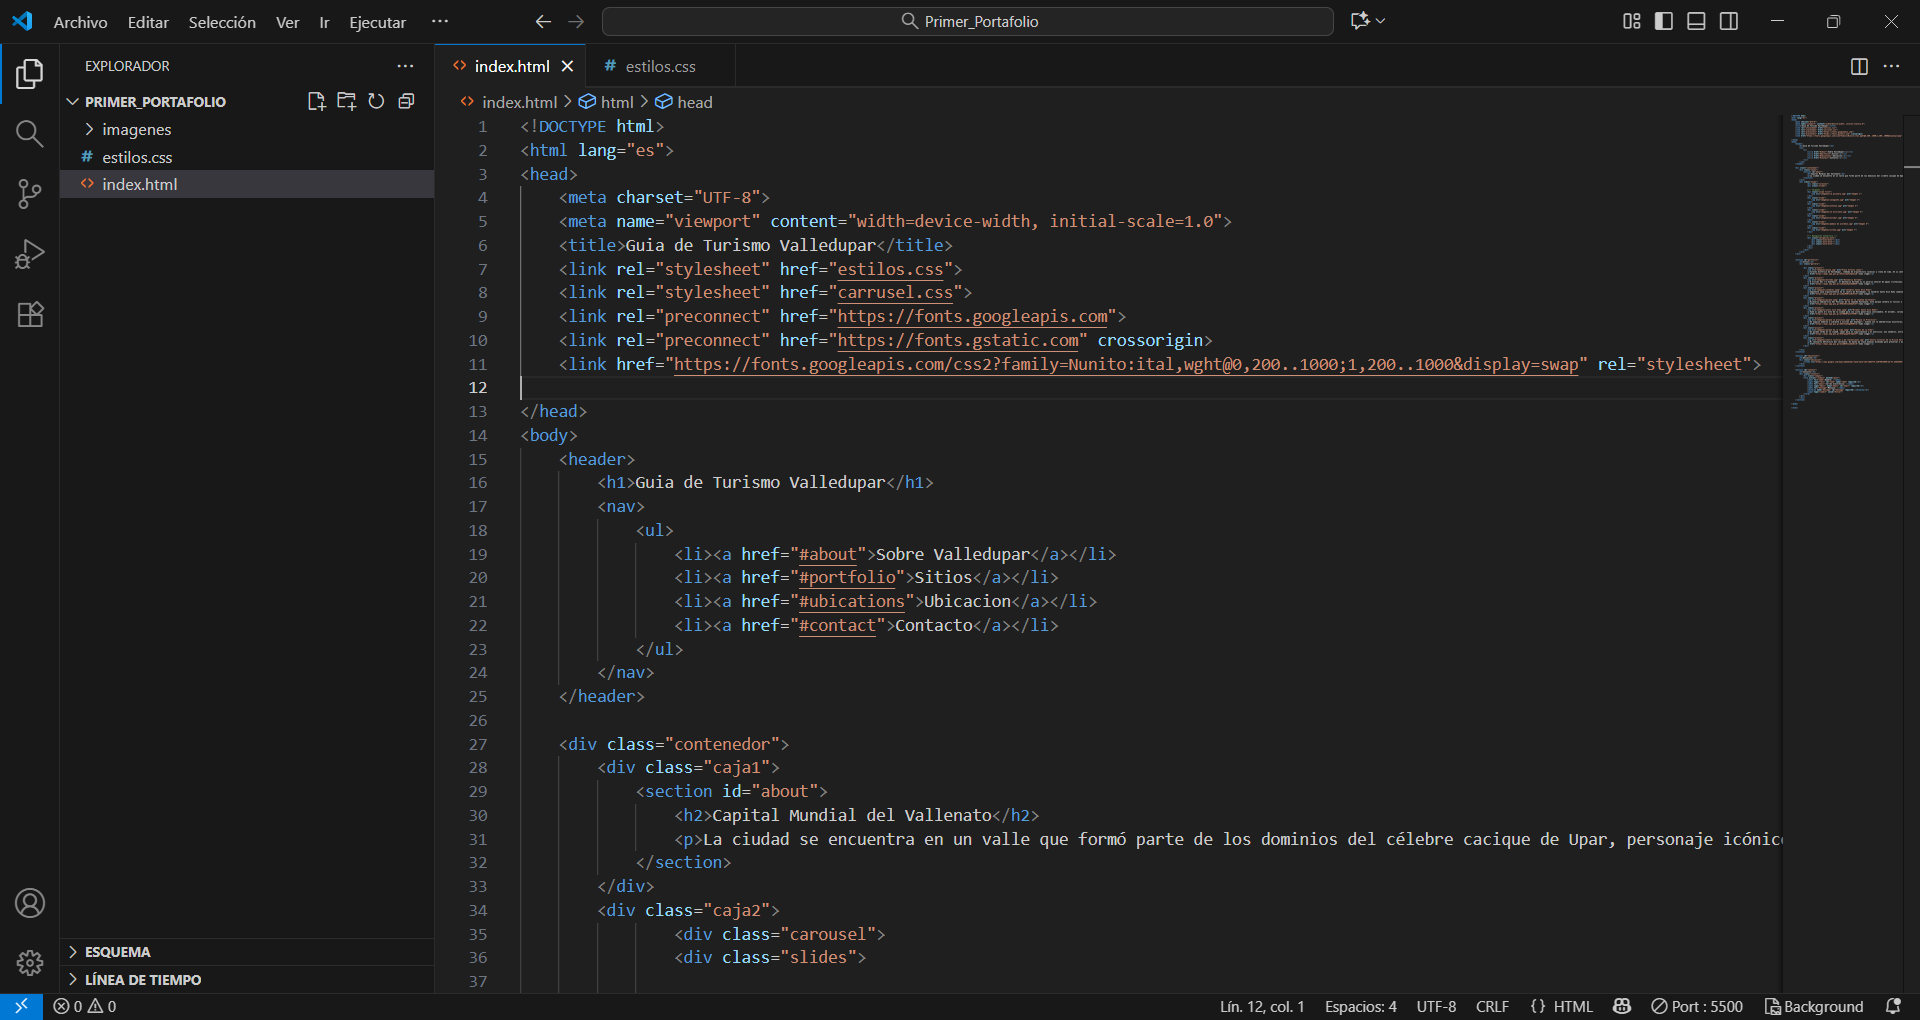 Archivo Editar Selección Ver Ir Ejecutar ··· Primer_Portafolio
EXPLORADOR ···
PRIMER_PORTAFOLIO
imagenes
# estilos.css
<> index.html
ESQUEMA
LÍNEA DE TIEMPO
<> index.html # estilos.css
<> index.html > html > head
1 <!DOCTYPE html>
2 <html lang="es">
3 <head>
4 <meta charset="UTF-8">
5 <meta name="viewport" content="width=device-width, initial-scale=1.0">
6 <title>Guia de Turismo Valledupar</title>
7 <link rel="stylesheet" href="estilos.css">
8 <link rel="stylesheet" href="carrusel.css">
9 <link rel="preconnect" href="https://fonts.googleapis.com">
10 <link rel="preconnect" href="https://fonts.gstatic.com" crossorigin>
11 <link href="https://fonts.googleapis.com/css2?family=Nunito:ital,wght@0,200..1000;1,200..1000&display=swap" rel="stylesheet">
12
13 </head>
14 <body>
15 <header>
16 <h1>Guia de Turismo Valledupar</h1>
17 <nav>
18 <ul>
19 <li><a href="#about">Sobre Valledupar</a></li>
20 <li><a href="#portfolio">Sitios</a></li>
21 <li><a href="#ubications">Ubicacion</a></li>
22 <li><a href="#contact">Contacto</a></li>
23 </ul>
24 </nav>
25 </header>
26
27 <div class="contenedor">
28 <div class="caja1">
29 <section id="about">
30 <h2>Capital Mundial del Vallenato</h2>
31 <p>La ciudad se encuentra en un valle que formó parte de los dominios del célebre cacique de Upar, personaje icónic
32 </section>
33 </div>
34 <div class="caja2">
35 <div class="carousel">
36 <div class="slides">
37
0 0 Lín. 12, col. 1 Espacios: 4 UTF-8 CRLF {} HTML Port : 5500 Background